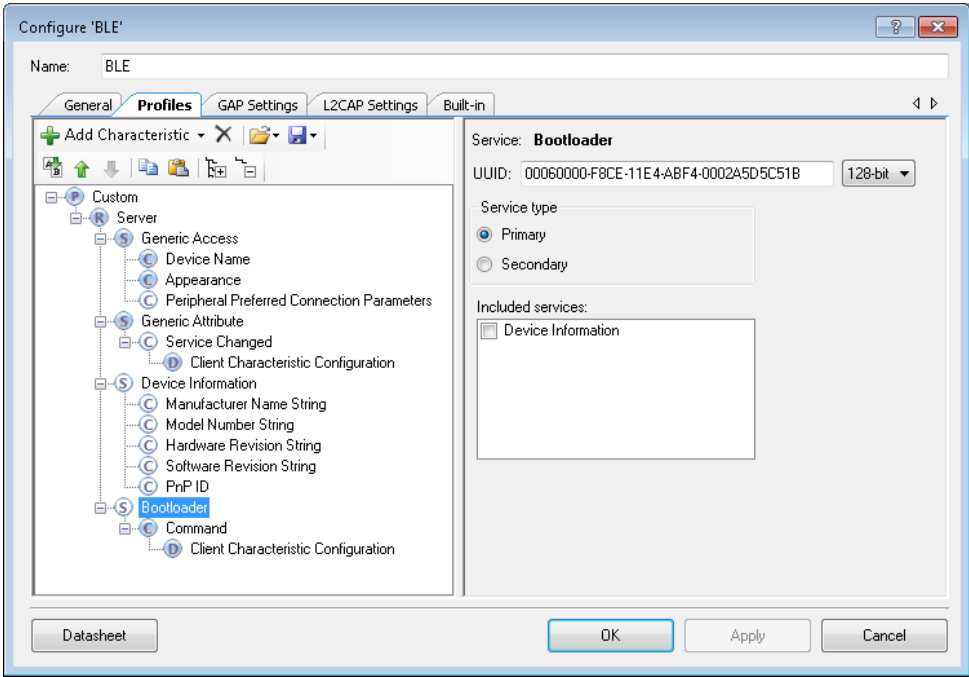 Configure 'BLE'
Name: BLE
General Profiles GAP Settings L2CAP Settings Built-in
Add Characteristic
P Custom
R Server
S Generic Access
C Device Name
C Appearance
C Peripheral Preferred Connection Parameters
S Generic Attribute
C Service Changed
D Client Characteristic Configuration
S Device Information
C Manufacturer Name String
C Model Number String
C Hardware Revision String
C Software Revision String
C PnP ID
S Bootloader
C Command
D Client Characteristic Configuration
Service: Bootloader
UUID: 00060000-F8CE-11E4-ABF4-0002A5D5C51B 128-bit
Service type
Primary
Secondary
Included services:
Device Information
Datasheet OK Apply Cancel